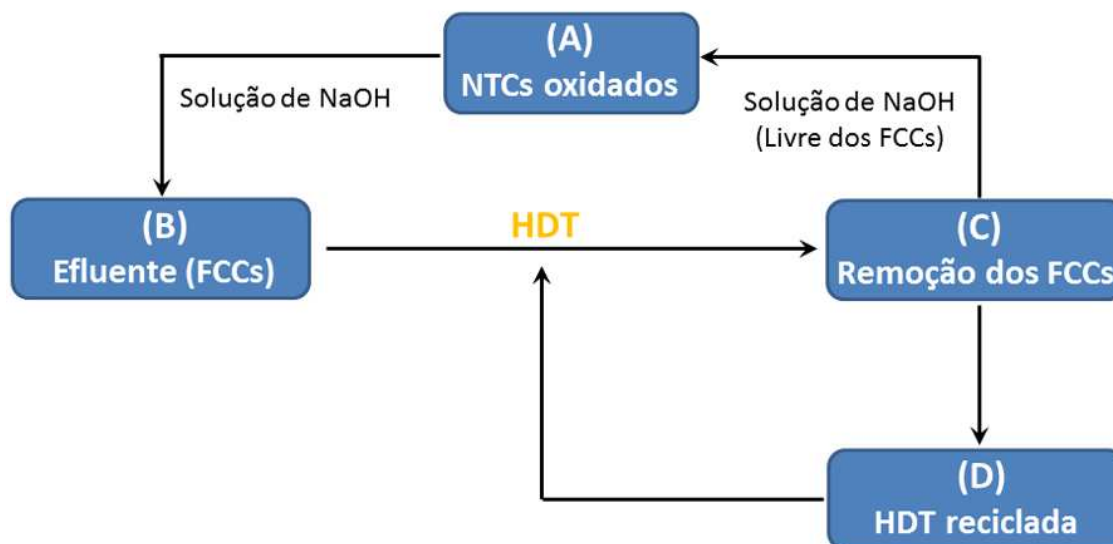 (A)
NTCs oxidados
Solução de NaOH
Solução de NaOH
(Livre dos FCCs)
(B)
Efluente (FCCs)
HDT
(C)
Remoção dos FCCs
(D)
HDT reciclada